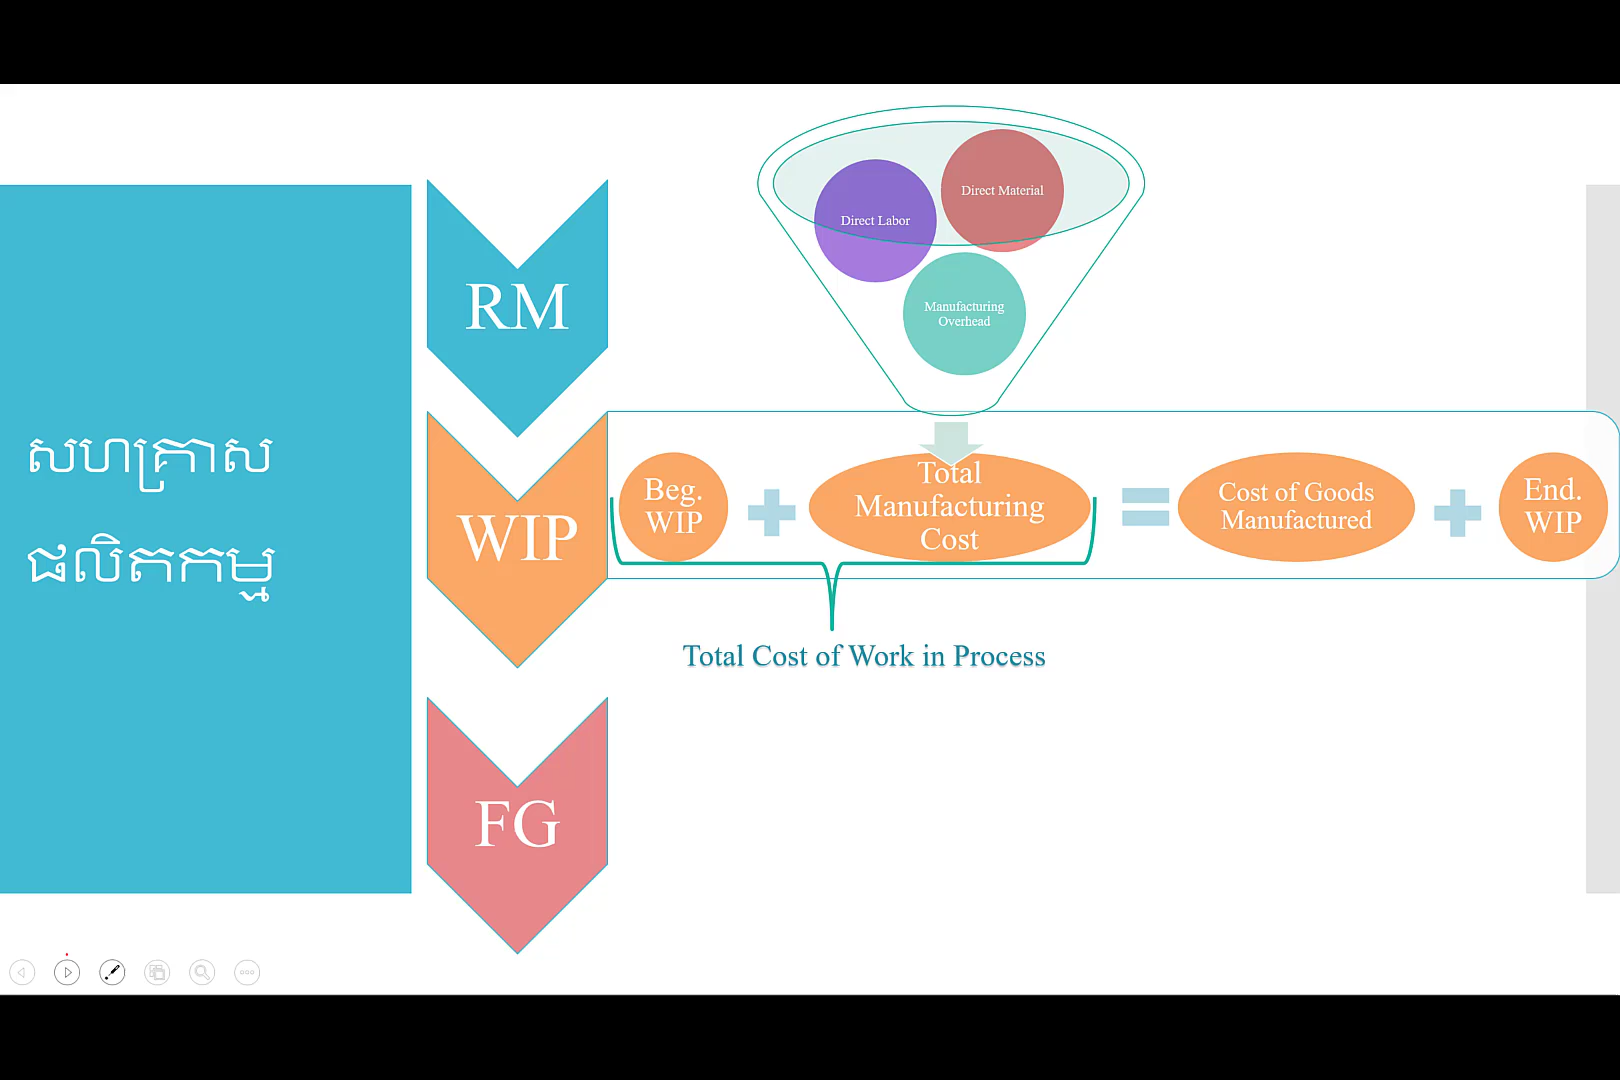 សហគ្រាស
ផលិតកម្ម
RM
Direct Labor
Direct Material
Manufacturing
Overhead
WIP
Beg.
WIP
Total
Manufacturing
Cost
Cost of Goods
Manufactured
End.
WIP
Total Cost of Work in Process
FG